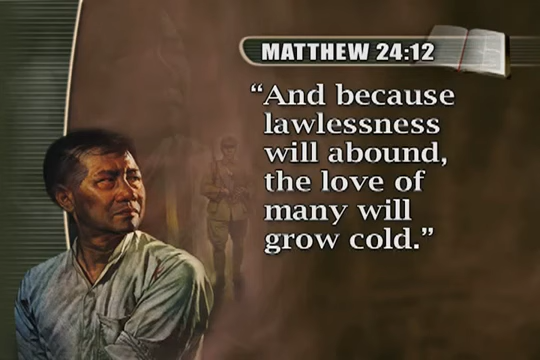 MATTHEW 24:12
“And because
lawlessness
will abound,
the love of
many will
grow cold.”